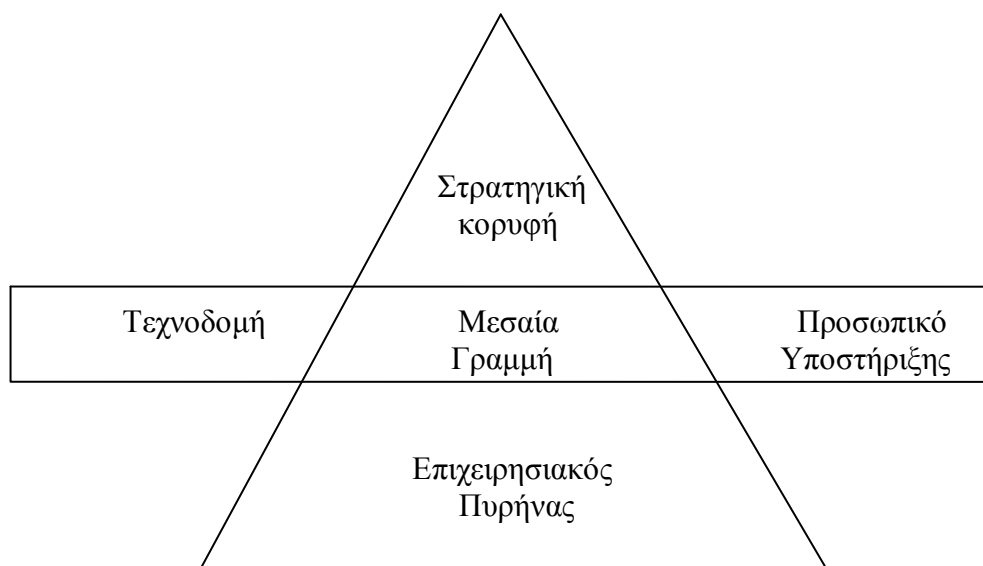 Στρατηγική
κορυφή
Τεχνοδομή
Μεσαία
Γραμμή
Προσωπικό
Υποστήριξης
Επιχειρησιακός
Πυρήνας